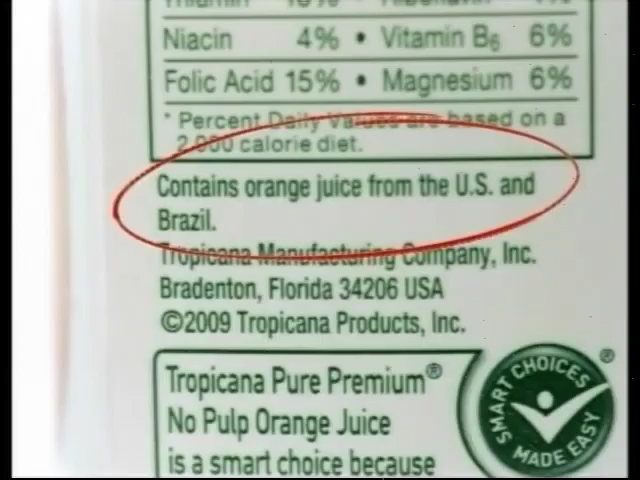 Niacin 4% • Vitamin B6 6%
Folic Acid 15% • Magnesium 6%
* Percent Daily Values are based on a
2,000 calorie diet.
Contains orange juice from the U.S. and
Brazil.
Tropicana Manufacturing Company, Inc.
Bradenton, Florida 34206 USA
©2009 Tropicana Products, Inc.
Tropicana Pure Premium®
No Pulp Orange Juice
is a smart choice because
SMART CHOICES
MADE EASY
®